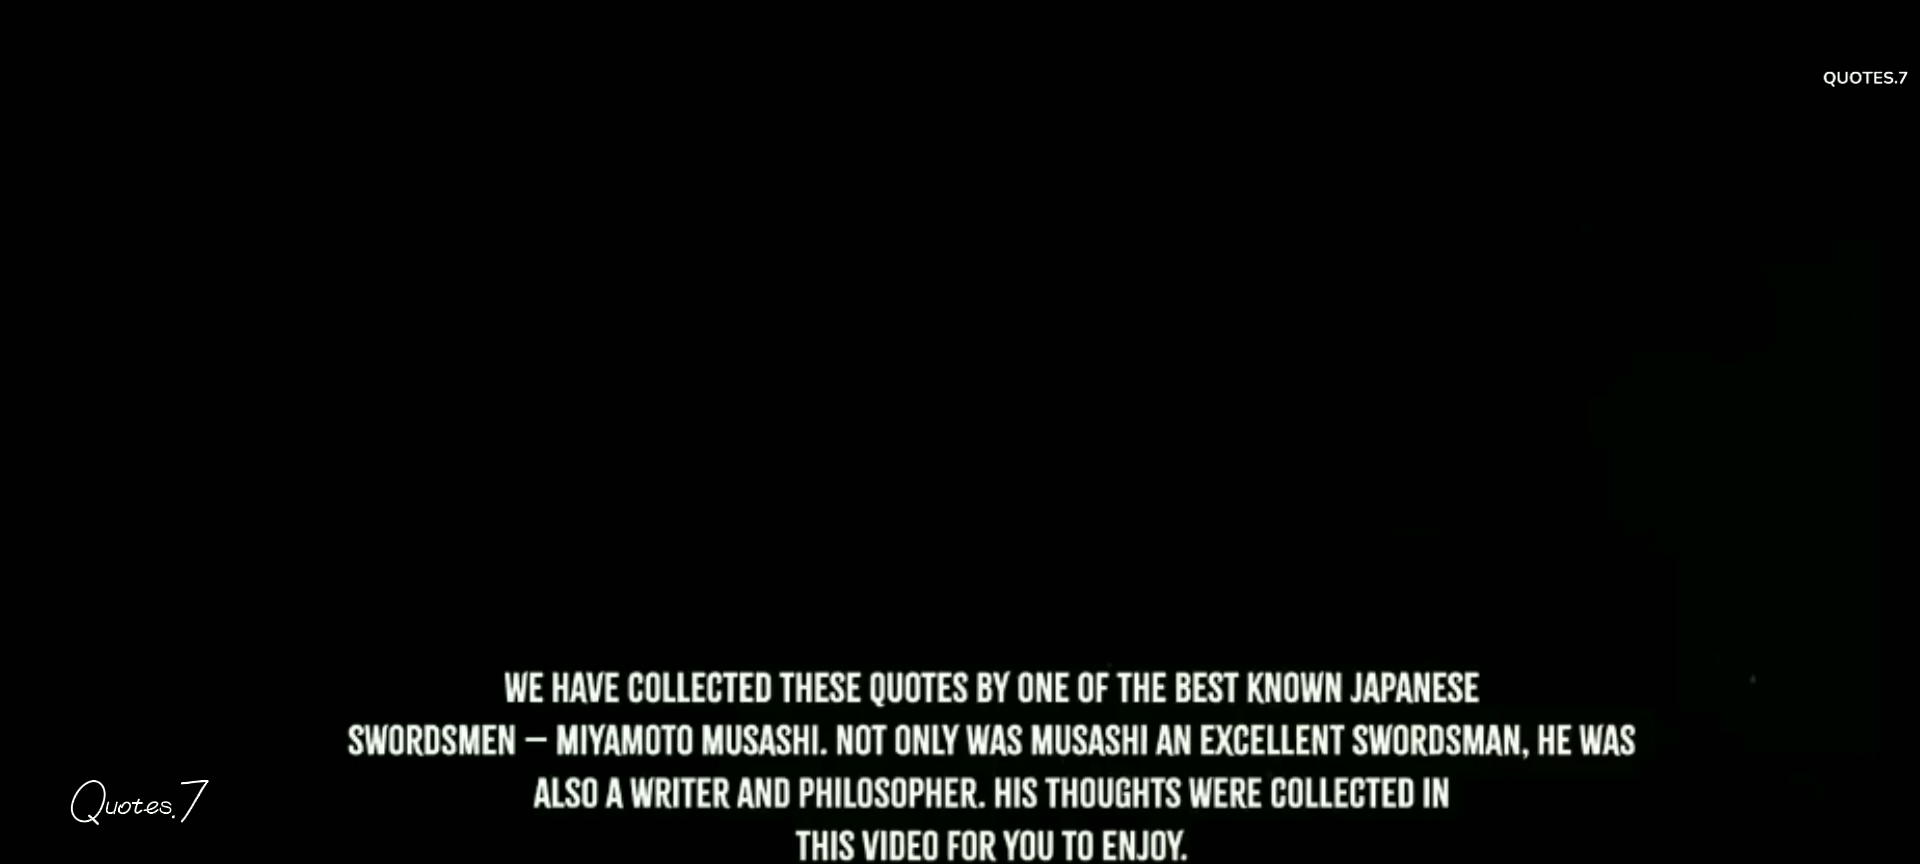 QUOTES.7
WE HAVE COLLECTED THESE QUOTES BY ONE OF THE BEST KNOWN JAPANESE
SWORDSMEN – MIYAMOTO MUSASHI. NOT ONLY WAS MUSASHI AN EXCELLENT SWORDSMAN, HE WAS
ALSO A WRITER AND PHILOSOPHER. HIS THOUGHTS WERE COLLECTED IN
THIS VIDEO FOR YOU TO ENJOY.
Quotes.7